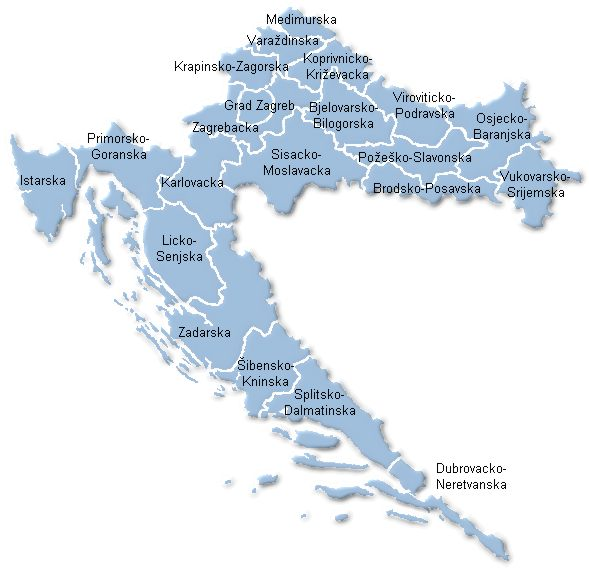 Medimurska
Varaždinska
Koprivnicko-
Križevacka
Krapinsko-Zagorska
Grad Zagreb
Bjelovarsko-
Bilogorska
Viroviticko-
Podravska
Osjecko-
Baranjska
Zagrebacka
Primorsko-
Goranska
Sisacko-
Moslavacka
Požeško-Slavonska
Istarska
Karlovacka
Brodsko-Posavska
Vukovarsko-
Srijemska
Licko-
Senjska
Zadarska
Šibensko-
Kninska
Splitsko-
Dalmatinska
Dubrovacko-
Neretvanska